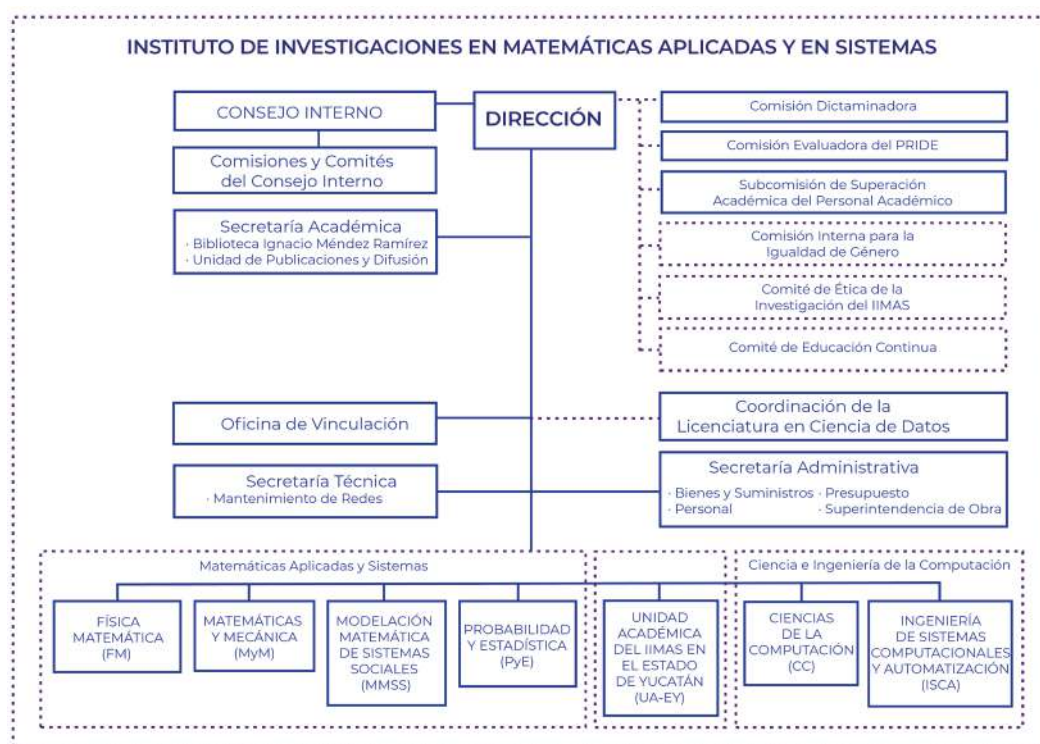 INSTITUTO DE INVESTIGACIONES EN MATEMÁTICAS APLICADAS Y EN SISTEMAS
CONSEJO INTERNO
DIRECCIÓN
Comisiones y Comités
del Consejo Interno
Secretaría Académica
· Biblioteca Ignacio Méndez Ramírez
· Unidad de Publicaciones y Difusión
Comisión Dictaminadora
Comisión Evaluadora del PRIDE
Subcomisión de Superación
Académica del Personal Académico
Comisión Interna para la
Igualdad de Género
Comité de Ética de la
Investigación del IIMAS
Comité de Educación Continua
Oficina de Vinculación
Coordinación de la
Licenciatura en Ciencia de Datos
Secretaría Técnica
· Mantenimiento de Redes
Secretaría Administrativa
· Bienes y Suministros · Presupuesto
· Personal · Superintendencia de Obra
Matemáticas Aplicadas y Sistemas
FÍSICA
MATEMÁTICA
(FM)
MATEMÁTICAS
Y MECÁNICA
(MyM)
MODELACIÓN
MATEMÁTICA
DE SISTEMAS
SOCIALES
(MMSS)
PROBABILIDAD
Y ESTADÍSTICA
(PyE)
UNIDAD
ACADÉMICA
DEL IIMAS EN
EL ESTADO
DE YUCATÁN
(UA-EY)
Ciencia e Ingeniería de la Computación
CIENCIAS
DE LA
COMPUTACIÓN
(CC)
INGENIERÍA
DE SISTEMAS
COMPUTACIONALES
Y AUTOMATIZACIÓN
(ISCA)